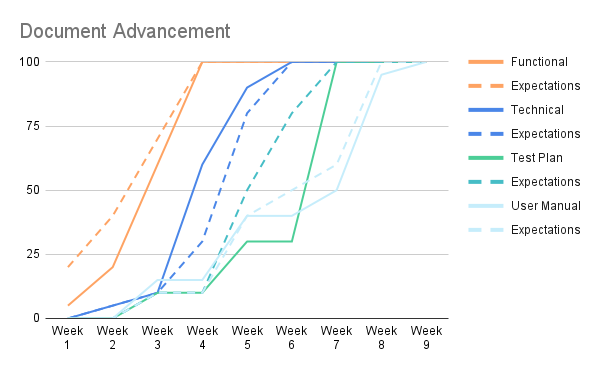 Document Advancement
100
75
50
25
0
Week 1
Week 2
Week 3
Week 4
Week 5
Week 6
Week 7
Week 8
Week 9
Functional
Expectations
Technical
Expectations
Test Plan
Expectations
User Manual
Expectations